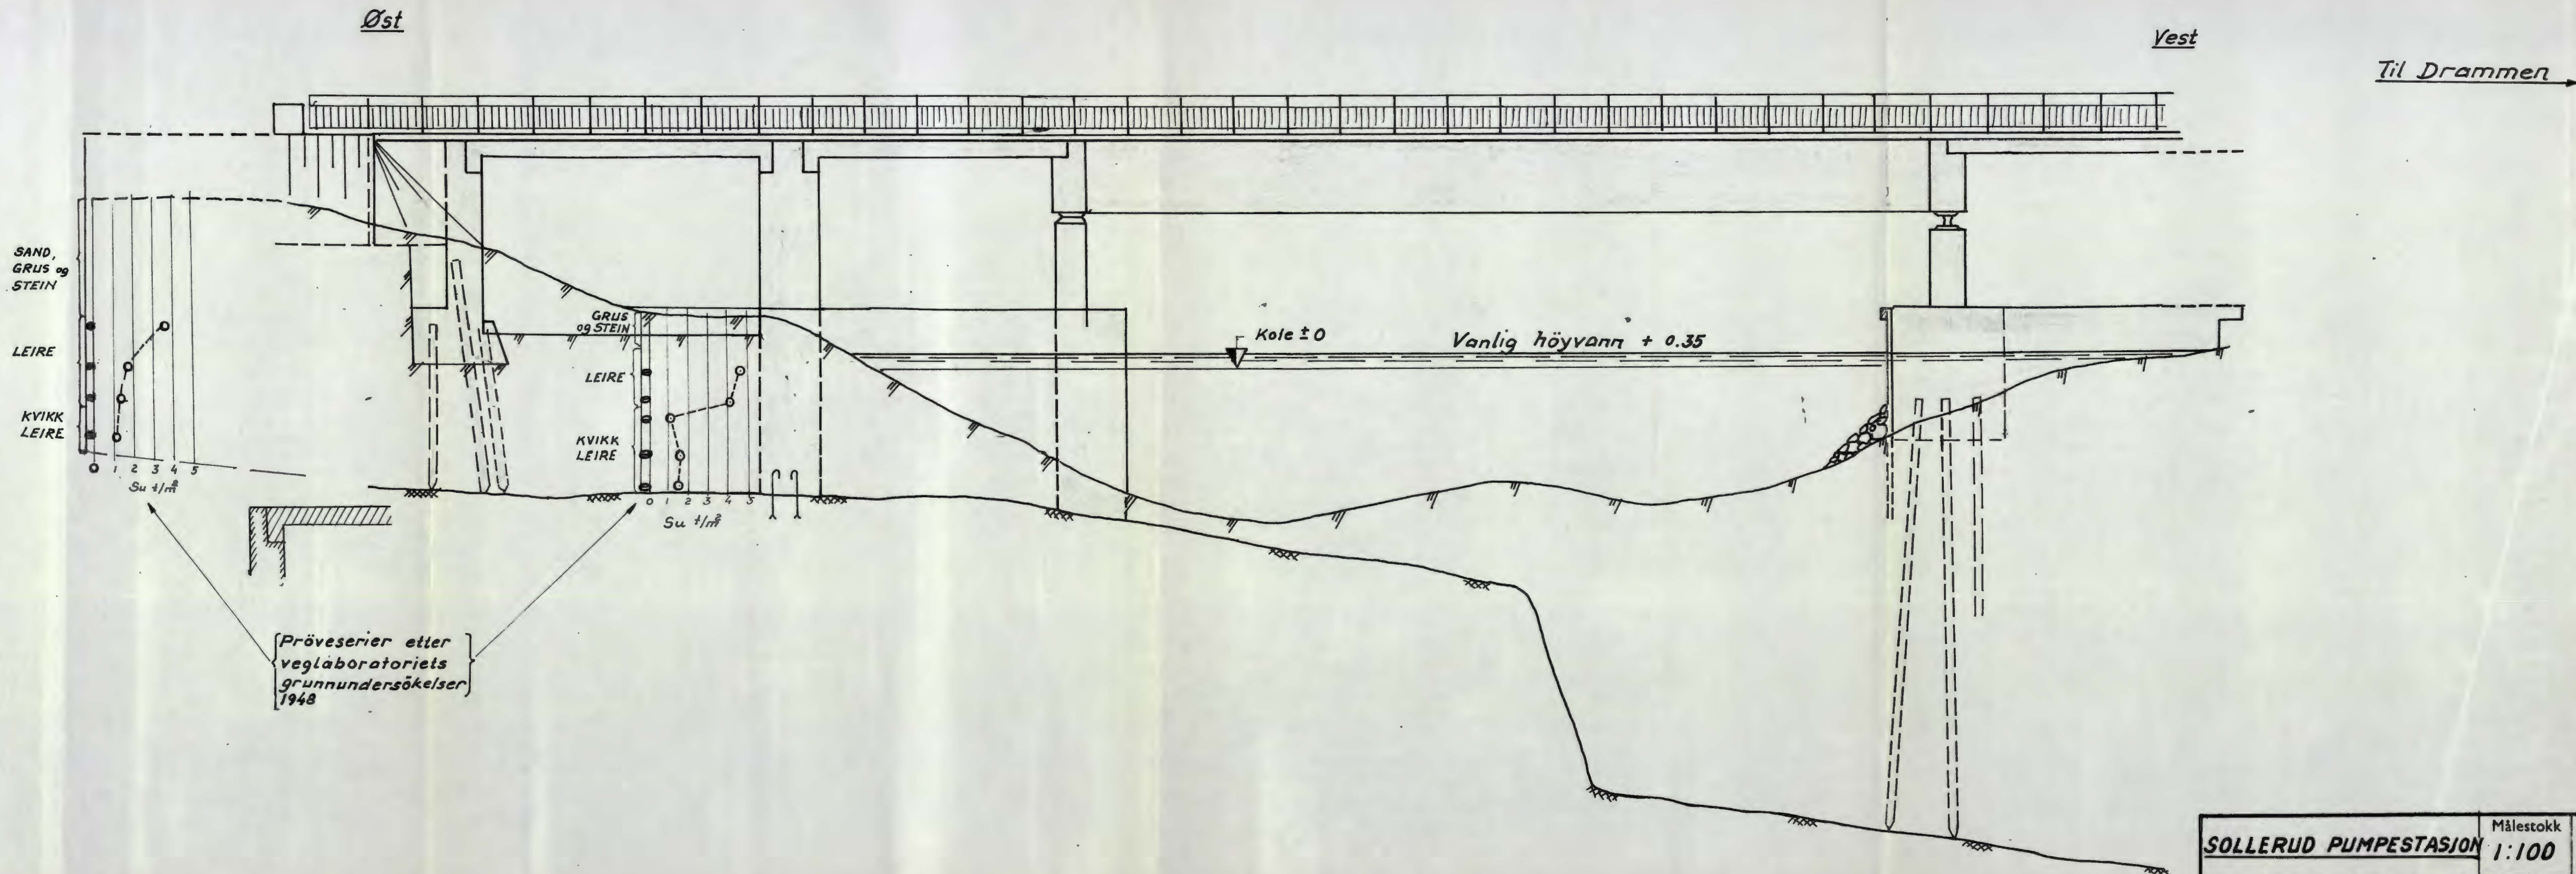 Øst
Vest
Til Drammen
SAND,
GRUS og
STEIN
LEIRE
KVIKK
LEIRE
0 1 2 3 4 5
Su t/m²
GRUS
og STEIN
LEIRE
KVIKK
LEIRE
0 1 2 3 4 5
Su t/m²
Kote ± 0
Vanlig höyvann + 0.35
Pröveserier etter
veglaboratoriets
grunnundersökelser
1948
SOLLERUD PUMPESTASJON
Målestokk
1:100